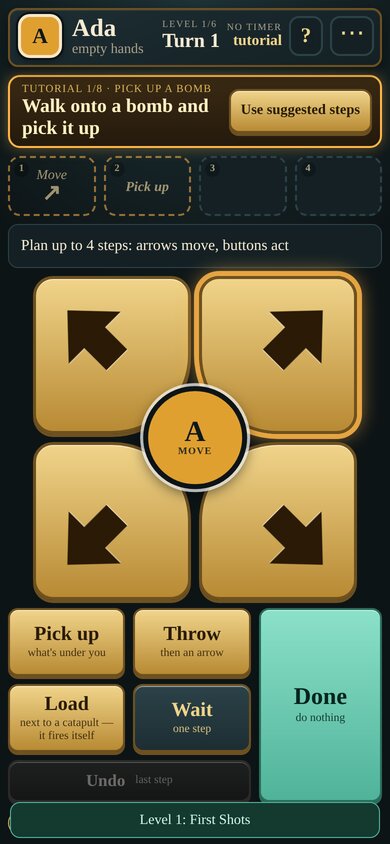 A
Ada
empty hands
LEVEL 1/6
Turn 1
NO TIMER
tutorial
?
...
TUTORIAL 1/8 · PICK UP A BOMB
Walk onto a bomb and
pick it up
Use suggested steps
1
Move
2
Pick up
3
4
Plan up to 4 steps: arrows move, buttons act
A
MOVE
Pick up
what's under you
Throw
then an arrow
Load
next to a catapult —
it fires itself
Wait
one step
Done
do nothing
Undo last step
Level 1: First Shots